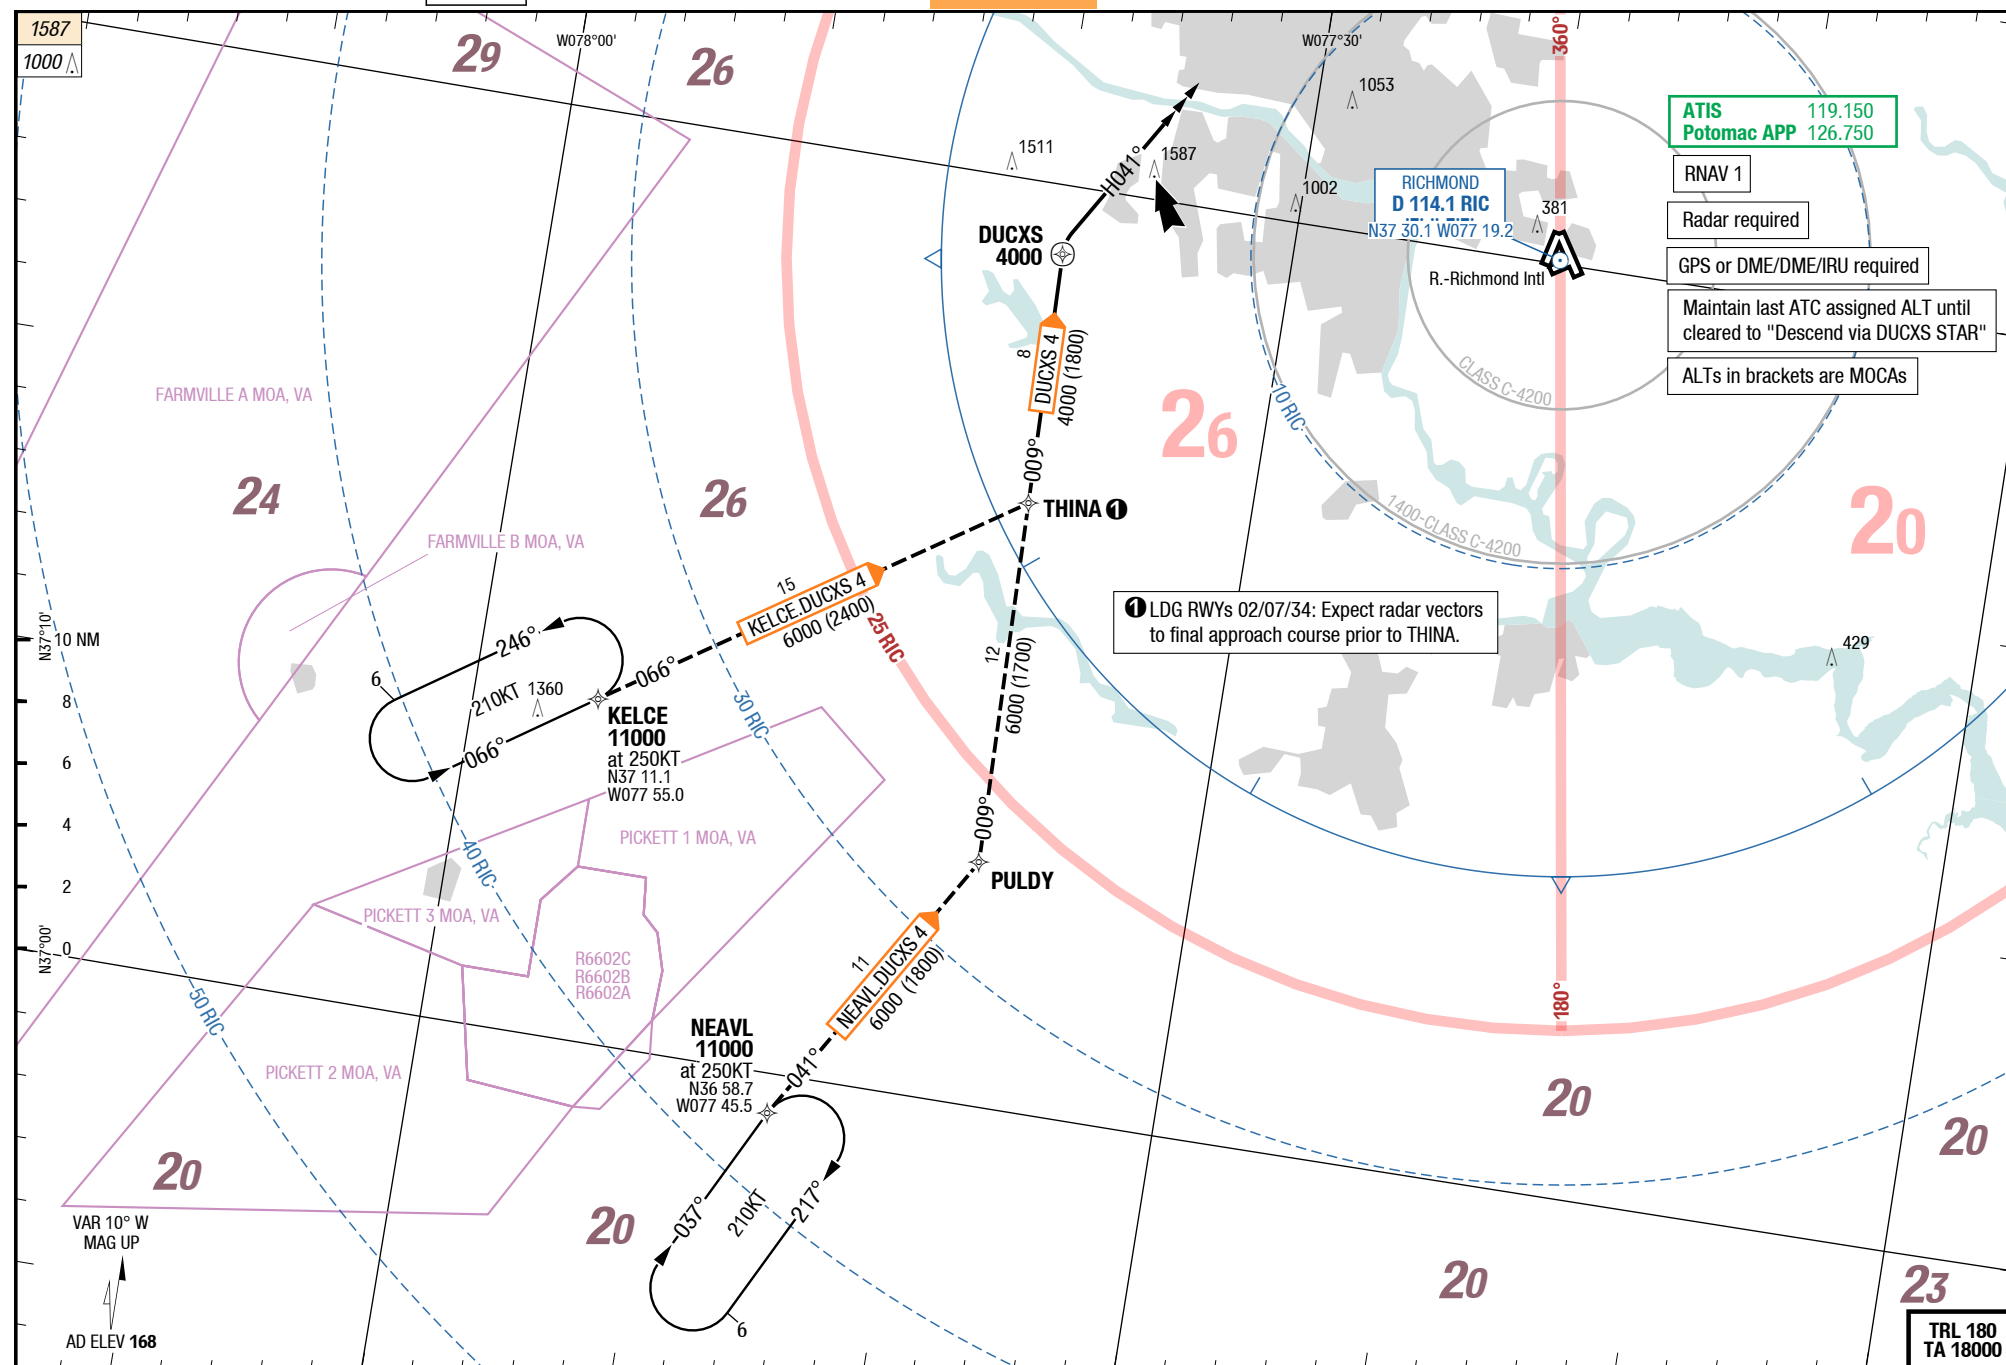 1587
1000
29
26
W078°00'
W077°30'
360°
1053
1511
1587
1002
381
H041°
ATIS 119.150
Potomac APP 126.750
RNAV 1
Radar required
GPS or DME/DME/IRU required
Maintain last ATC assigned ALT until
cleared to "Descend via DUCXS STAR"
ALTs in brackets are MOCAs
RICHMOND
D 114.1 RIC
N37 30.1 W077 19.2
R.-Richmond Intl
DUCXS
4000
8
DUCXS 4
4000 (1800)
009°
CLASS C-4200
10 RIC
1400-CLASS C-4200
26
20
FARMVILLE A MOA, VA
24
26
FARMVILLE B MOA, VA
THINA 1
15
KELCE.DUCXS 4
6000 (2400)
25 RIC
1 LDG RWYs 02/07/34: Expect radar vectors
to final approach course prior to THINA.
429
N37°10'
10 NM
8
6
4
2
0
N37°00'
246°
6
210KT
1360
066°
066°
KELCE
11000
at 250KT
N37 11.1
W077 55.0
30 RIC
12
6000 (1700)
009°
PULDY
PICKETT 1 MOA, VA
40 RIC
PICKETT 3 MOA, VA
R6602C
R6602B
R6602A
50 RIC
11
NEAVL.DUCXS 4
6000 (1800)
NEAVL
11000
at 250KT
N36 58.7
W077 45.5
041°
180°
PICKETT 2 MOA, VA
20
20
20
037°
210KT
217°
6
20
20
23
VAR 10° W
MAG UP
AD ELEV 168
TRL 180
TA 18000